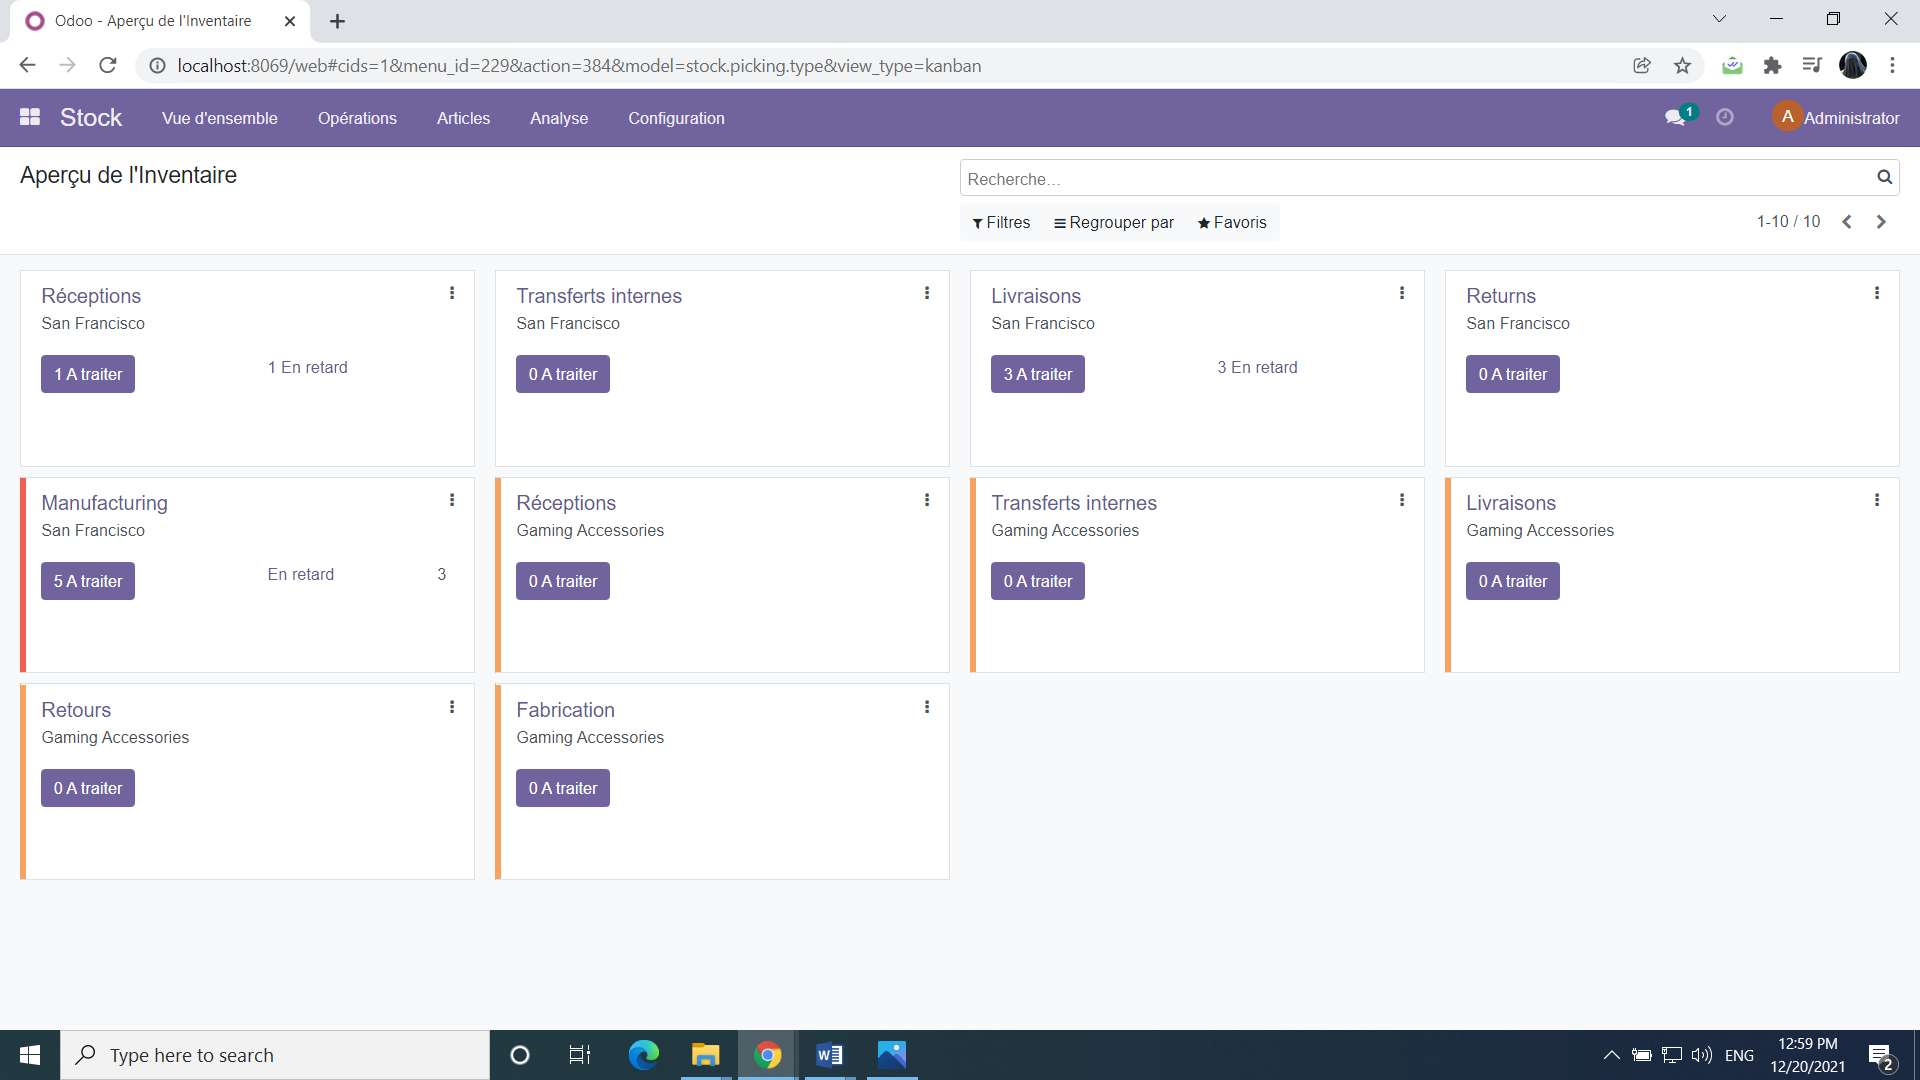 Odoo - Aperçu de l'Inventaire
localhost:8069/web#cids=1&menu_id=229&action=384&model=stock.picking.type&view_type=kanban
Stock Vue d'ensemble Opérations Articles Analyse Configuration 1 A Administrator
Aperçu de l'Inventaire
Recherche...
Filtres Regrouper par Favoris 1-10 / 10
Réceptions
San Francisco
1 A traiter 1 En retard
Transferts internes
San Francisco
0 A traiter
Livraisons
San Francisco
3 A traiter 3 En retard
Returns
San Francisco
0 A traiter
Manufacturing
San Francisco
5 A traiter En retard 3
Réceptions
Gaming Accessories
0 A traiter
Transferts internes
Gaming Accessories
0 A traiter
Livraisons
Gaming Accessories
0 A traiter
Retours
Gaming Accessories
0 A traiter
Fabrication
Gaming Accessories
0 A traiter
Type here to search
ENG
12:59 PM
12/20/2021
2